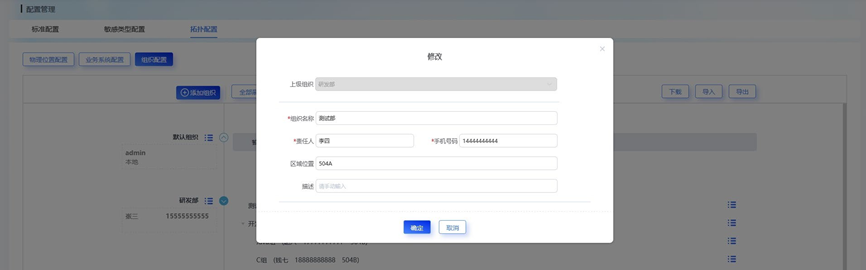 配置管理
标准配置 敏感类型配置 拓扑配置
物理位置配置 业务系统配置 组织配置
添加组织 全部 下载 导入 导出
默认组织
admin
本地
研发部
崔三 15555555555
C组 (钱七 18888888888 504B)
修改
上级组织 研发部
*组织名称 测试部
*责任人 李四 *手机号码 14444444444
区域位置 504A
描述 请手动输入
确定 取消